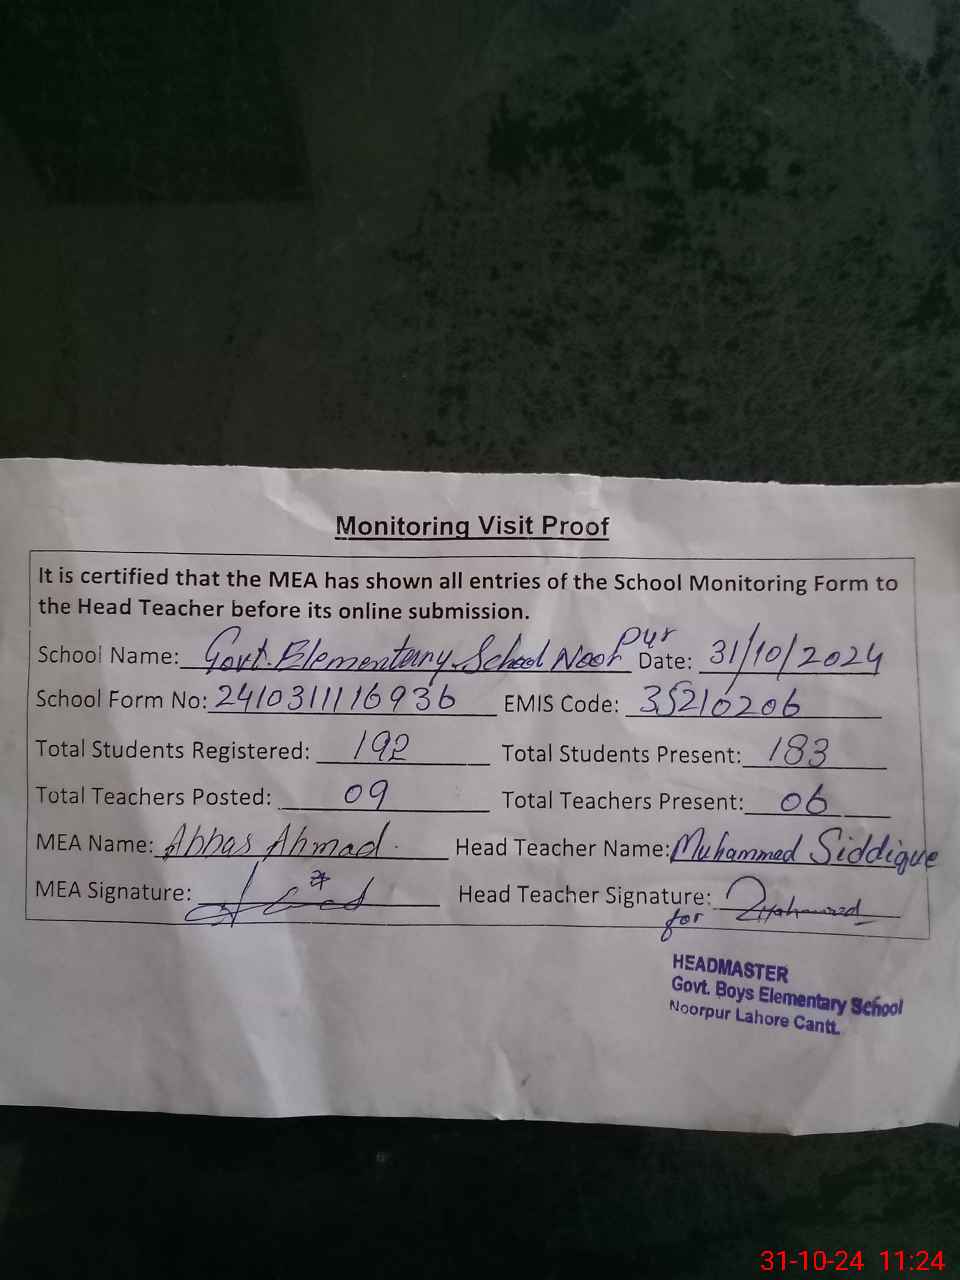 Monitoring Visit Proof
It is certified that the MEA has shown all entries of the School Monitoring Form to
the Head Teacher before its online submission.
School Name: Govt. Elementary School Noor pur Date: 31/10/2024
School Form No: 2410311116936 EMIS Code: 35210206
Total Students Registered: 192 Total Students Present: 183
Total Teachers Posted: 09 Total Teachers Present: 06
MEA Name: Abbas Ahmad. Head Teacher Name: Muhammad Siddique
MEA Signature: Head Teacher Signature:
for
HEADMASTER
Govt. Boys Elementary School
Noorpur Lahore Cantt.
31-10-24 11:24